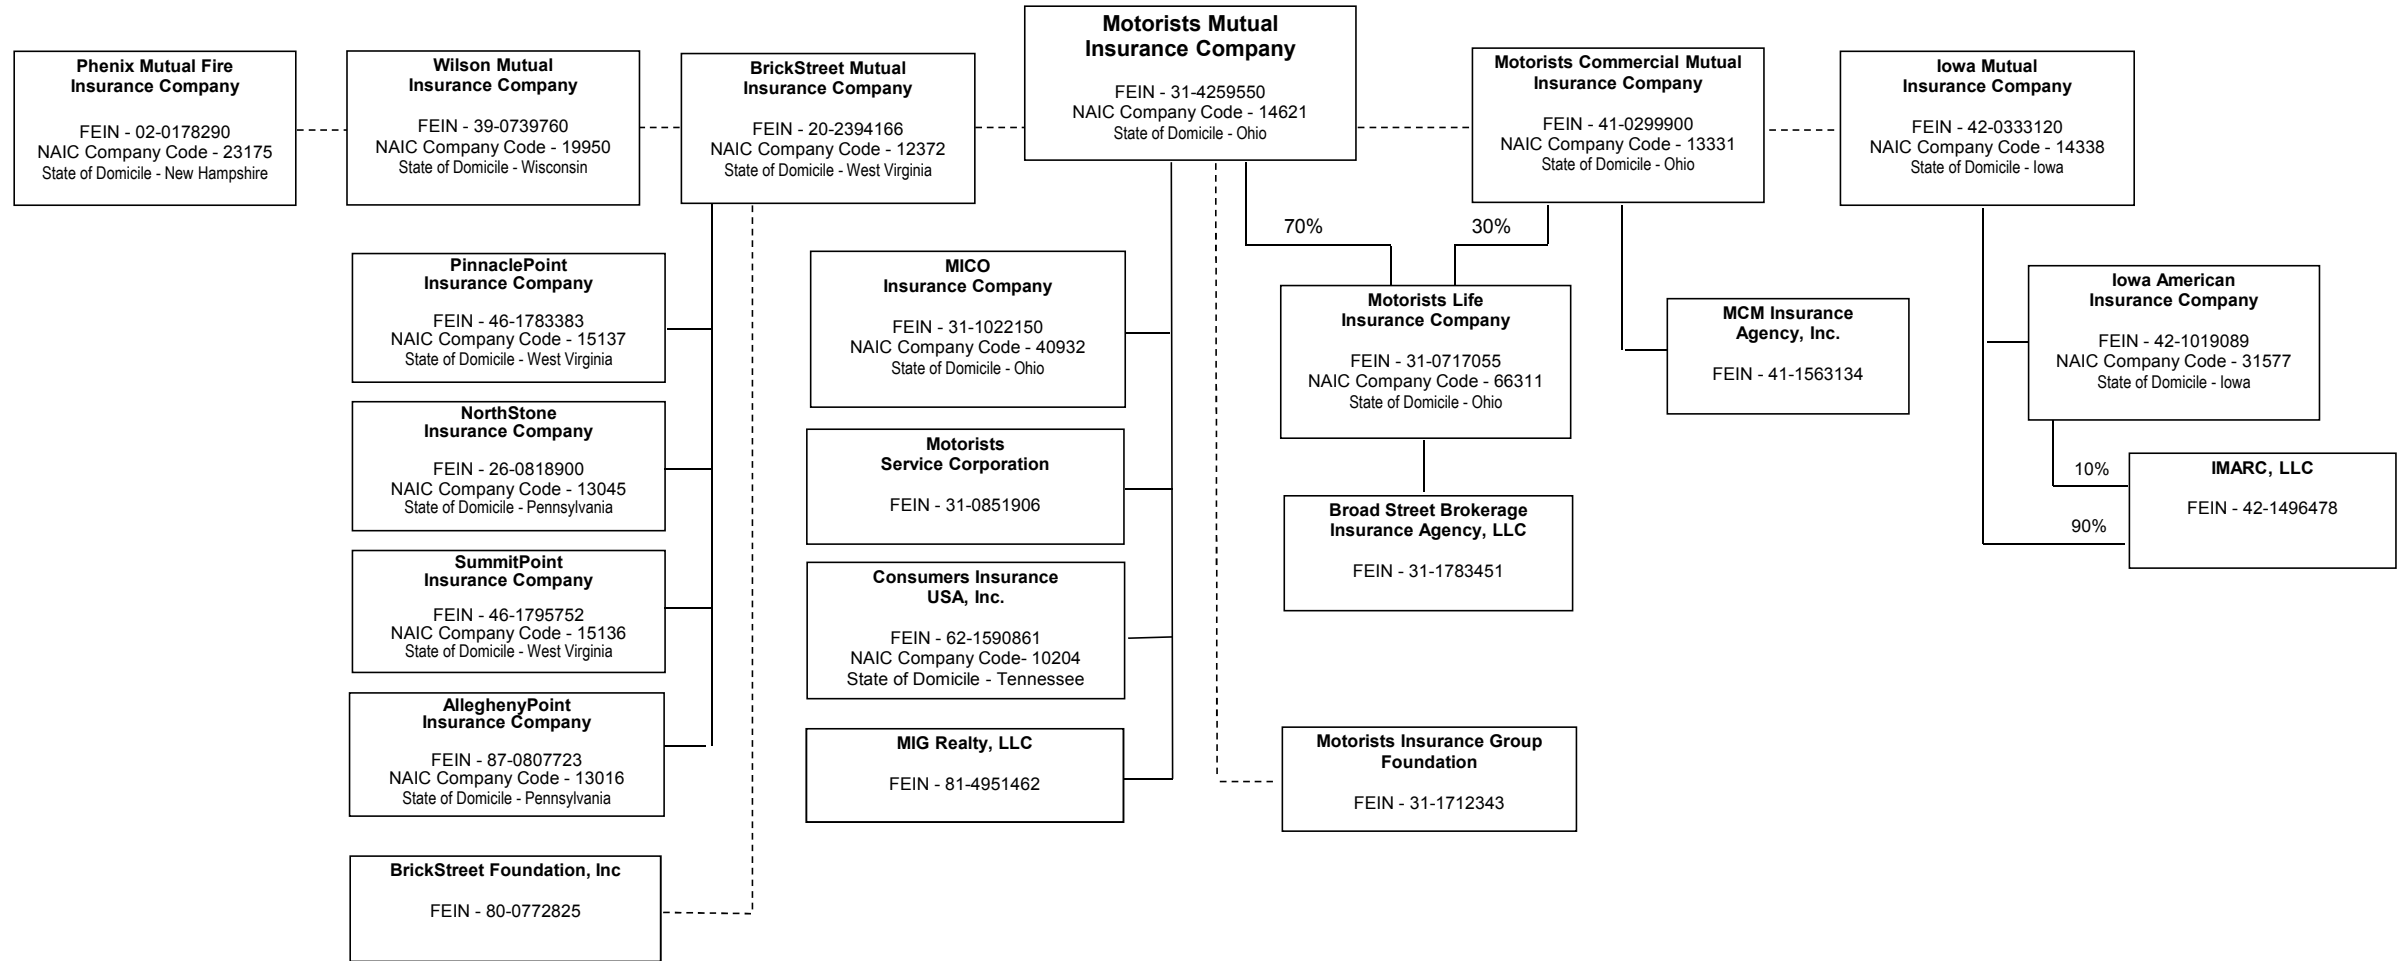 Phenix Mutual Fire
Insurance Company
FEIN - 02-0178290
NAIC Company Code - 23175
State of Domicile - New Hampshire
Wilson Mutual
Insurance Company
FEIN - 39-0739760
NAIC Company Code - 19950
State of Domicile - Wisconsin
BrickStreet Mutual
Insurance Company
FEIN - 20-2394166
NAIC Company Code - 12372
State of Domicile - West Virginia
Motorists Mutual
Insurance Company
FEIN - 31-4259550
NAIC Company Code - 14621
State of Domicile - Ohio
Motorists Commercial Mutual
Insurance Company
FEIN - 41-0299900
NAIC Company Code - 13331
State of Domicile - Ohio
Iowa Mutual
Insurance Company
FEIN - 42-0333120
NAIC Company Code - 14338
State of Domicile - Iowa
70%
30%
PinnaclePoint
Insurance Company
FEIN - 46-1783383
NAIC Company Code - 15137
State of Domicile - West Virginia
NorthStone
Insurance Company
FEIN - 26-0818900
NAIC Company Code - 13045
State of Domicile - Pennsylvania
SummitPoint
Insurance Company
FEIN - 46-1795752
NAIC Company Code - 15136
State of Domicile - West Virginia
AlleghenyPoint
Insurance Company
FEIN - 87-0807723
NAIC Company Code - 13016
State of Domicile - Pennsylvania
BrickStreet Foundation, Inc
FEIN - 80-0772825
MICO
Insurance Company
FEIN - 31-1022150
NAIC Company Code - 40932
State of Domicile - Ohio
Motorists
Service Corporation
FEIN - 31-0851906
Consumers Insurance
USA, Inc.
FEIN - 62-1590861
NAIC Company Code- 10204
State of Domicile - Tennessee
MIG Realty, LLC
FEIN - 81-4951462
Motorists Life
Insurance Company
FEIN - 31-0717055
NAIC Company Code - 66311
State of Domicile - Ohio
Broad Street Brokerage
Insurance Agency, LLC
FEIN - 31-1783451
Motorists Insurance Group
Foundation
FEIN - 31-1712343
MCM Insurance
Agency, Inc.
FEIN - 41-1563134
Iowa American
Insurance Company
FEIN - 42-1019089
NAIC Company Code - 31577
State of Domicile - Iowa
10%
90%
IMARC, LLC
FEIN - 42-1496478